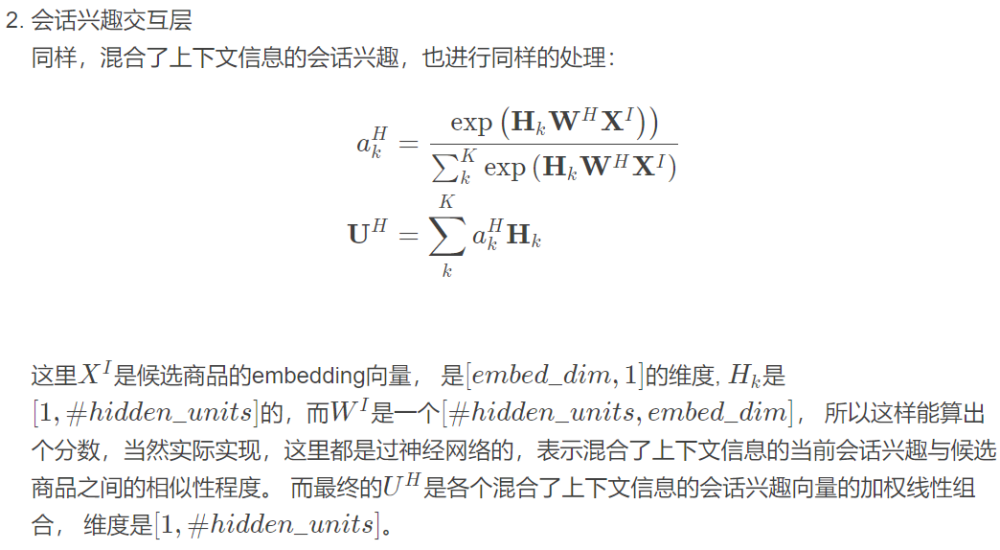 2. 会话兴趣交互层
同样，混合了上下文信息的会话兴趣，也进行同样的处理：
$$a_k^H = \frac{\exp\left(\mathbf{H}_k\mathbf{W}^H\mathbf{X}^I\right))}{\sum_k^K \exp\left(\mathbf{H}_k\mathbf{W}^H\mathbf{X}^I\right)}$$
$$\mathbf{U}^H = \sum_k^K a_k^H \mathbf{H}_k$$
这里$X^I$是候选商品的embedding向量， 是$[embed\_dim, 1]$的维度, $H_k$是
$[1, \#hidden\_units]$的，而$W^I$是一个$[\#hidden\_units, embed\_dim]$， 所以这样能算出
个分数，当然实际实现，这里都是过神经网络的，表示混合了上下文信息的当前会话兴趣与候选
商品之间的相似性程度。 而最终的$U^H$是各个混合了上下文信息的会话兴趣向量的加权线性组
合， 维度是$[1, \#hidden\_units]$。